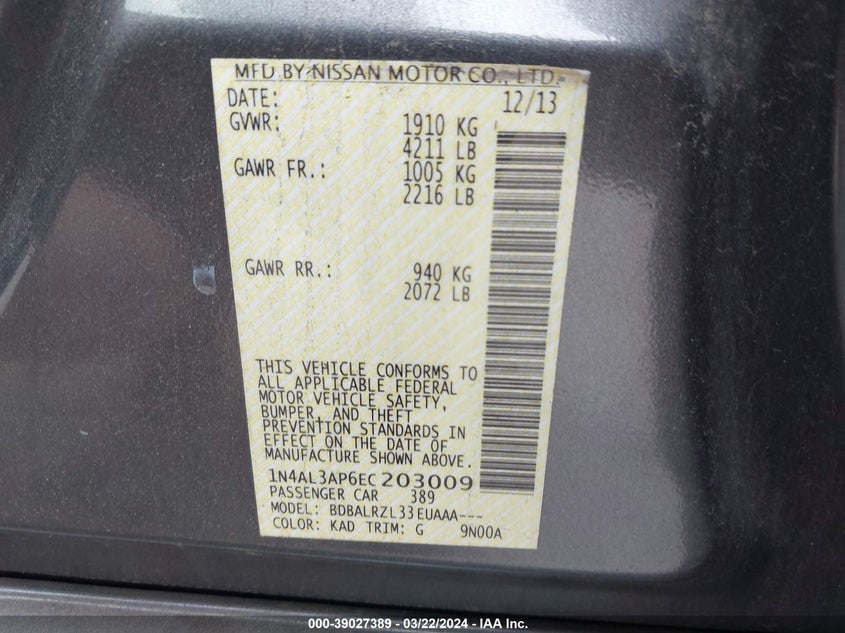 MFD BY NISSAN MOTOR CO., LTD.
DATE: 12/13
GVWR: 1910 KG
4211 LB
GAWR FR.: 1005 KG
2216 LB
GAWR RR.: 940 KG
2072 LB
THIS VEHICLE CONFORMS TO
ALL APPLICABLE FEDERAL
MOTOR VEHICLE SAFETY,
BUMPER, AND THEFT
PREVENTION STANDARDS IN
EFFECT ON THE DATE OF
MANUFACTURE SHOWN ABOVE.
1N4AL3AP6EC203009
PASSENGER CAR 389
MODEL: BDBALRZL33EUAAA---
COLOR: KAD TRIM: G 9N00A
000-39027389 - 03/22/2024 - IAA Inc.